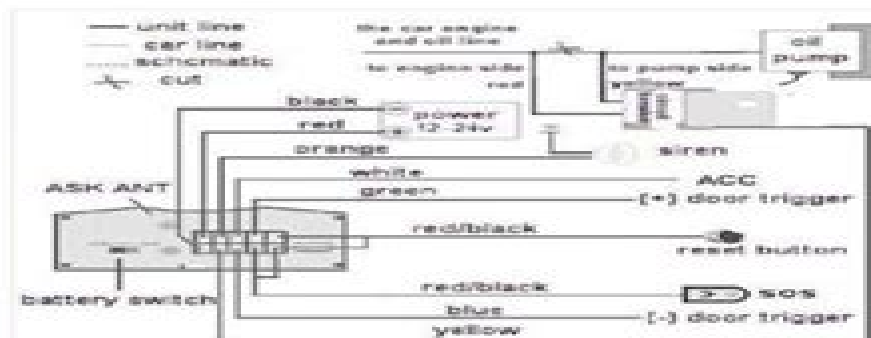 unit line
car line
schematic
cut
the car engine
and oil line
to engine side
red
to pump side
yellow
oil
pump
black
red
power
12-24v
orange
siren
white
ACC
green
[+] door trigger
ASK ANT
red/black
reset button
battery switch
red/black
SOS
blue
[-] door trigger
yellow